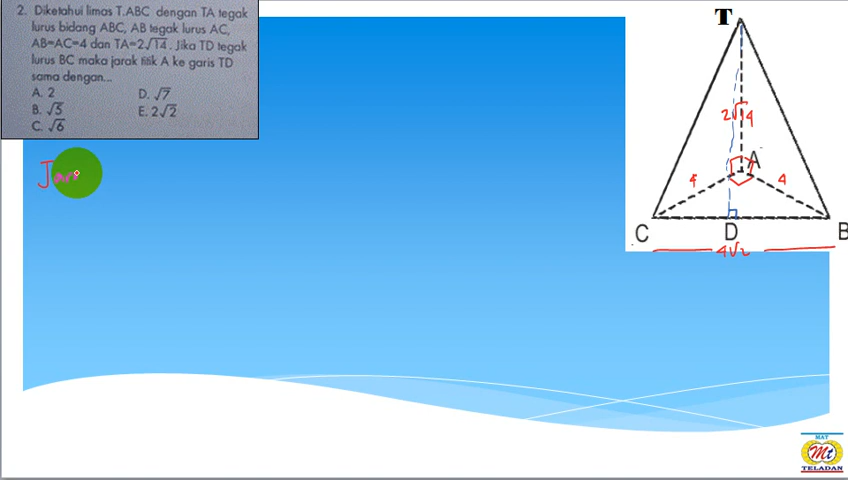 2. Diketahui limas T.ABC dengan TA tegak
lurus bidang ABC, AB tegak lurus AC,
AB=AC=4 dan TA=2√14. Jika TD tegak
lurus BC maka jarak titik A ke garis TD
sama dengan...
A. 2 D. √7
B. √5 E. 2√2
C. √6
Jar
T
2√14
A
4 4
C D B
4√2
MAT
Mt
TELADAN